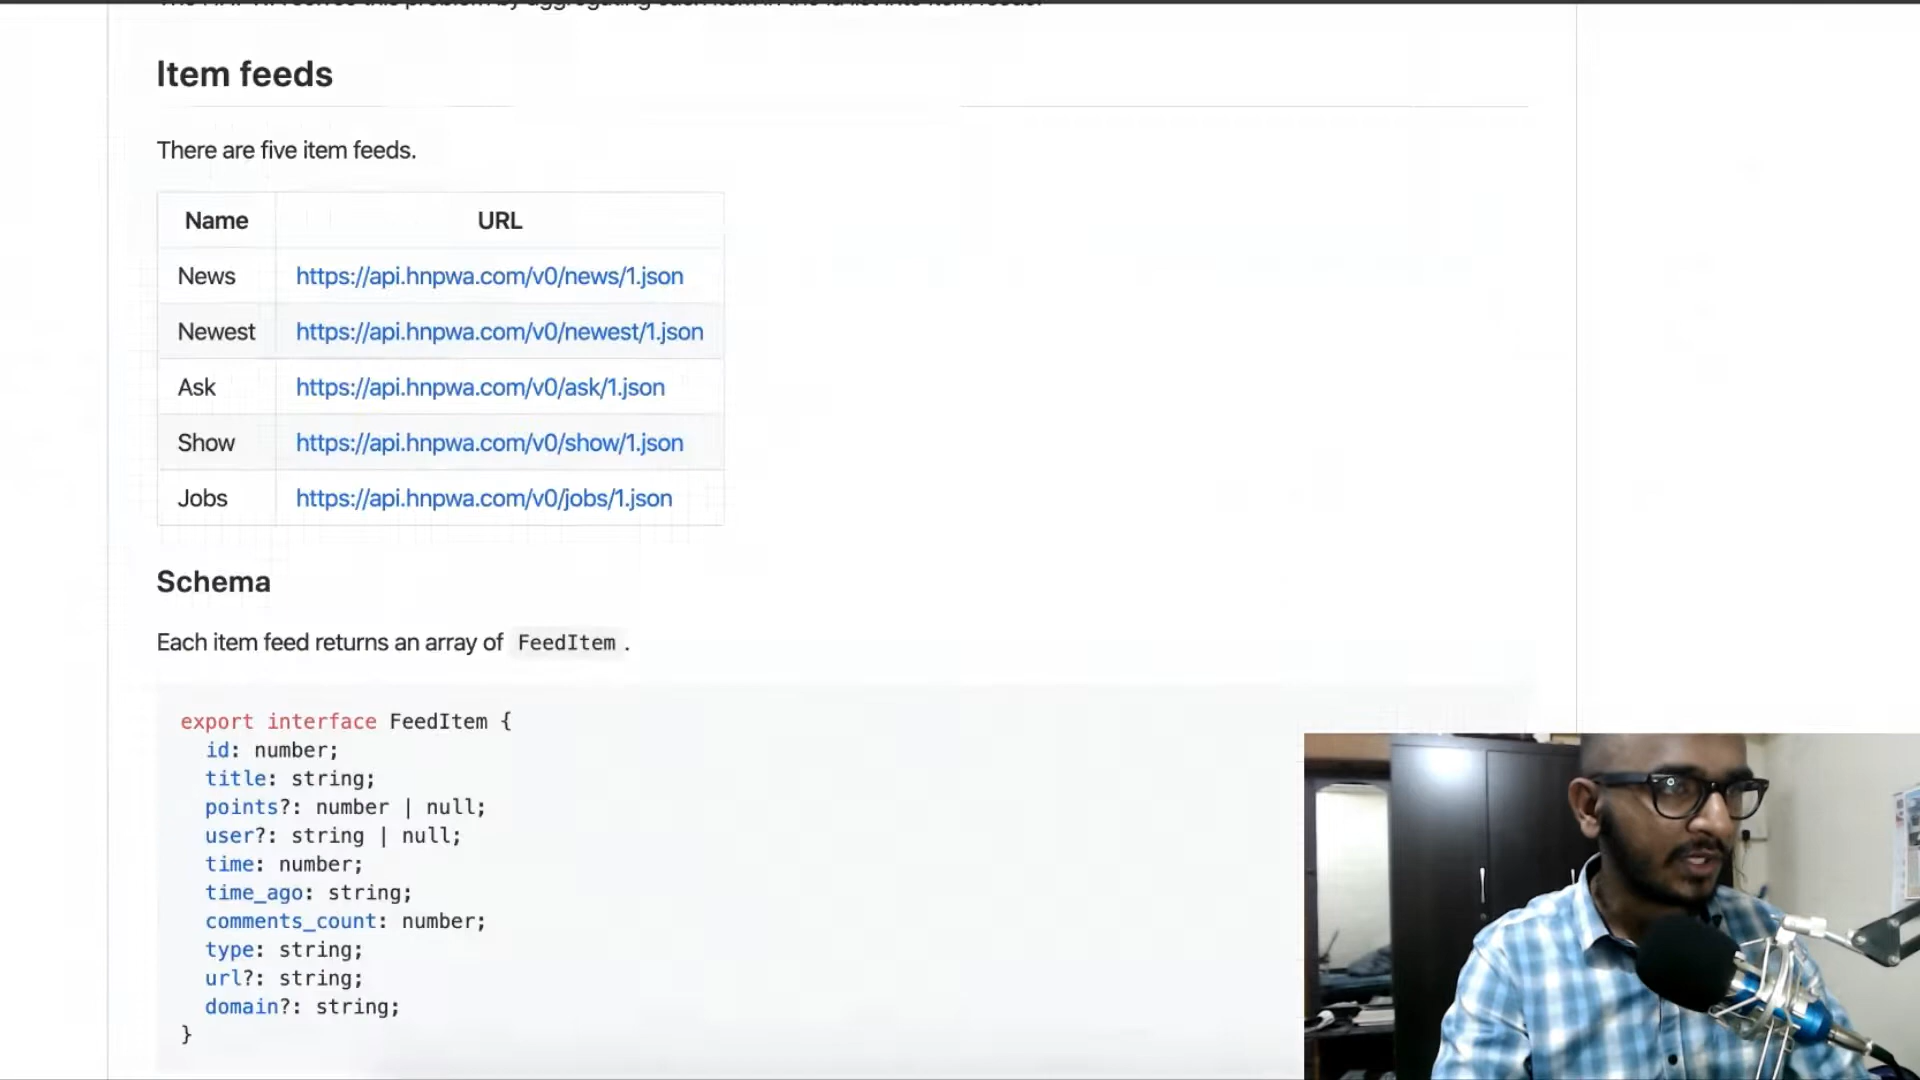 Item feeds
There are five item feeds.
Name URL
News https://api.hnpwa.com/v0/news/1.json
Newest https://api.hnpwa.com/v0/newest/1.json
Ask https://api.hnpwa.com/v0/ask/1.json
Show https://api.hnpwa.com/v0/show/1.json
Jobs https://api.hnpwa.com/v0/jobs/1.json
Schema
Each item feed returns an array of FeedItem .
export interface FeedItem {
id: number;
title: string;
points?: number | null;
user?: string | null;
time: number;
time_ago: string;
comments_count: number;
type: string;
url?: string;
domain?: string;
}